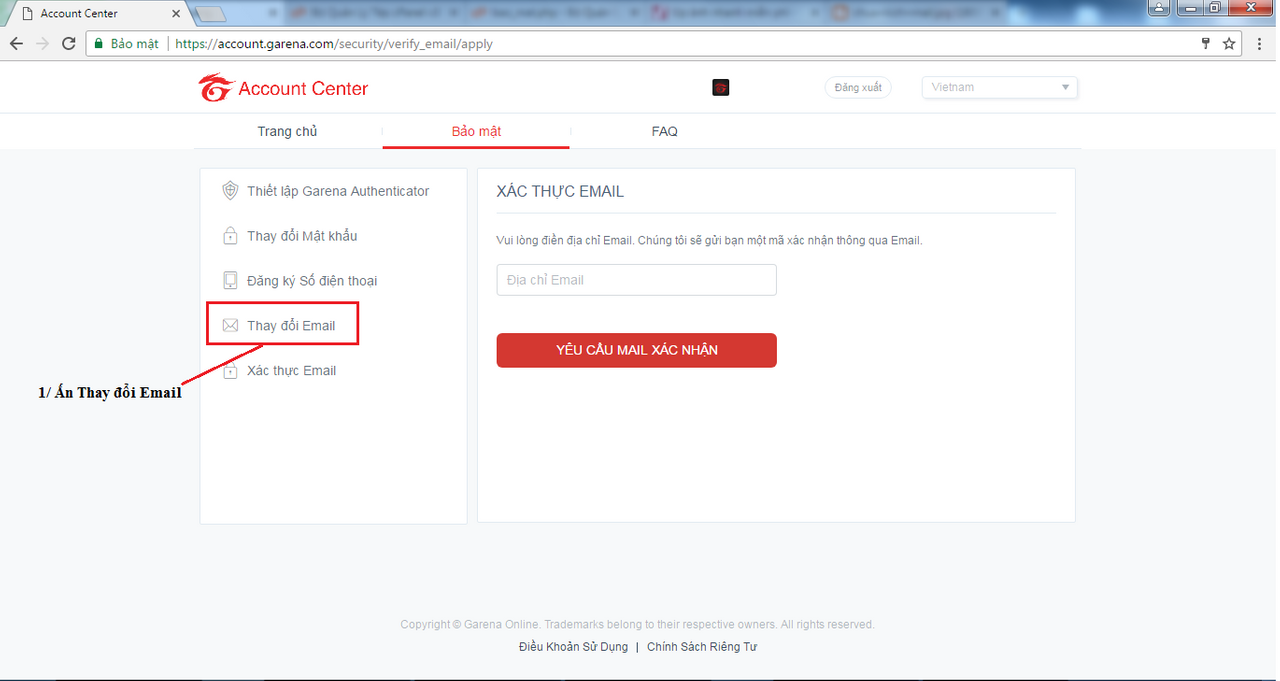 Account Center
Bảo mật
https://account.garena.com/security/verify_email/apply
Account Center
Đăng xuất
Vietnam
Trang chủ
Bảo mật
FAQ
Thiết lập Garena Authenticator
Thay đổi Mật khẩu
Đăng ký Số điện thoại
Thay đổi Email
Xác thực Email
1/ Ấn Thay đổi Email
XÁC THỰC EMAIL
Vui lòng điền địa chỉ Email. Chúng tôi sẽ gửi bạn một mã xác nhận thông qua Email.
Địa chỉ Email
YÊU CẦU MAIL XÁC NHẬN
Copyright © Garena Online. Trademarks belong to their respective owners. All rights reserved.
Điều Khoản Sử Dụng | Chính Sách Riêng Tư